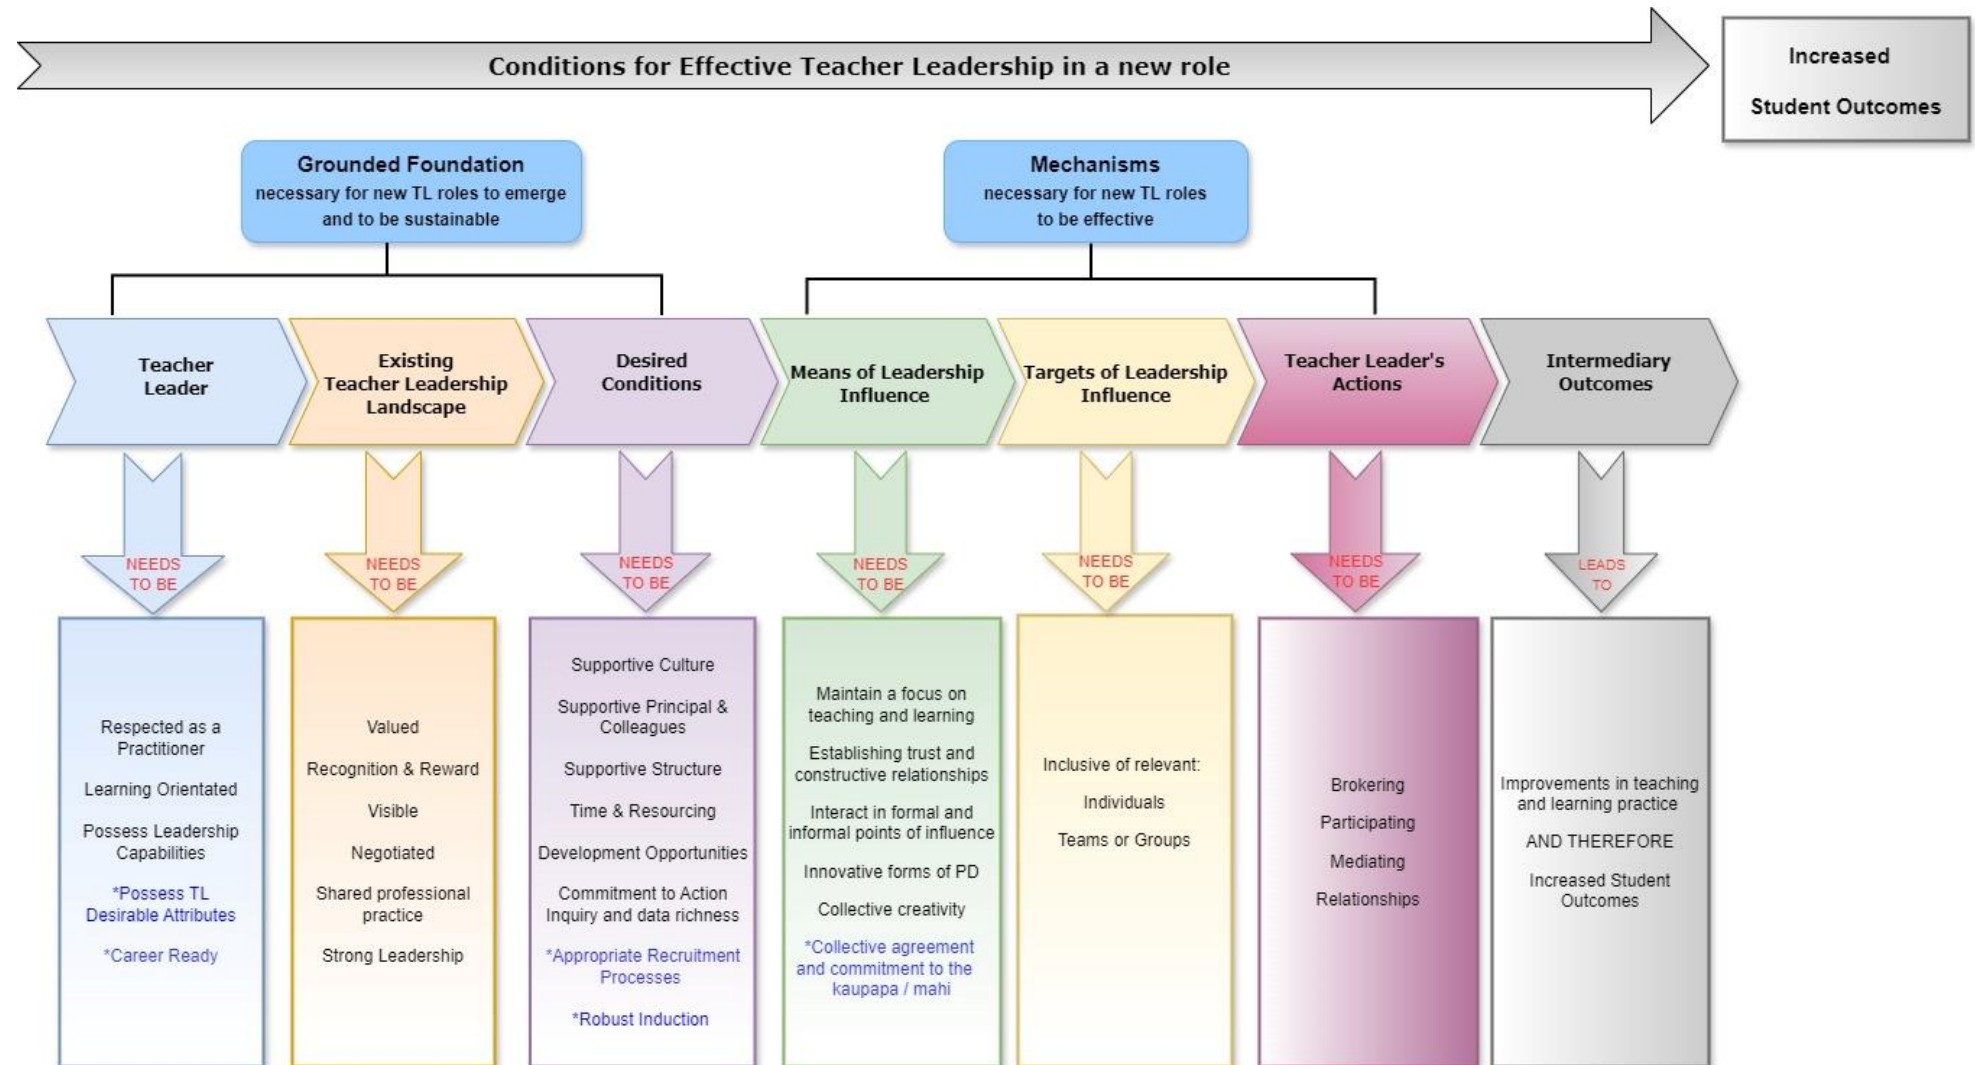 Conditions for Effective Teacher Leadership in a new role
Increased
Student Outcomes
Grounded Foundation
necessary for new TL roles to emerge
and to be sustainable
Mechanisms
necessary for new TL roles
to be effective
Teacher
Leader
Existing
Teacher Leadership
Landscape
Desired
Conditions
Means of Leadership
Influence
Targets of Leadership
Influence
Teacher Leader's
Actions
Intermediary
Outcomes
NEEDS
TO BE
NEEDS
TO BE
NEEDS
TO BE
NEEDS
TO BE
NEEDS
TO BE
NEEDS
TO BE
LEADS
TO
Respected as a
Practitioner
Learning Orientated
Possess Leadership
Capabilities
*Possess TL
Desirable Attributes
*Career Ready
Valued
Recognition & Reward
Visible
Negotiated
Shared professional
practice
Strong Leadership
Supportive Culture
Supportive Principal &
Colleagues
Supportive Structure
Time & Resourcing
Development Opportunities
Commitment to Action
Inquiry and data richness
*Appropriate Recruitment
Processes
*Robust Induction
Maintain a focus on
teaching and learning
Establishing trust and
constructive relationships
Interact in formal and
informal points of influence
Innovative forms of PD
Collective creativity
*Collective agreement
and commitment to the
kaupapa / mahi
Inclusive of relevant:
Individuals
Teams or Groups
Brokering
Participating
Mediating
Relationships
Improvements in teaching
and learning practice
AND THEREFORE
Increased Student
Outcomes